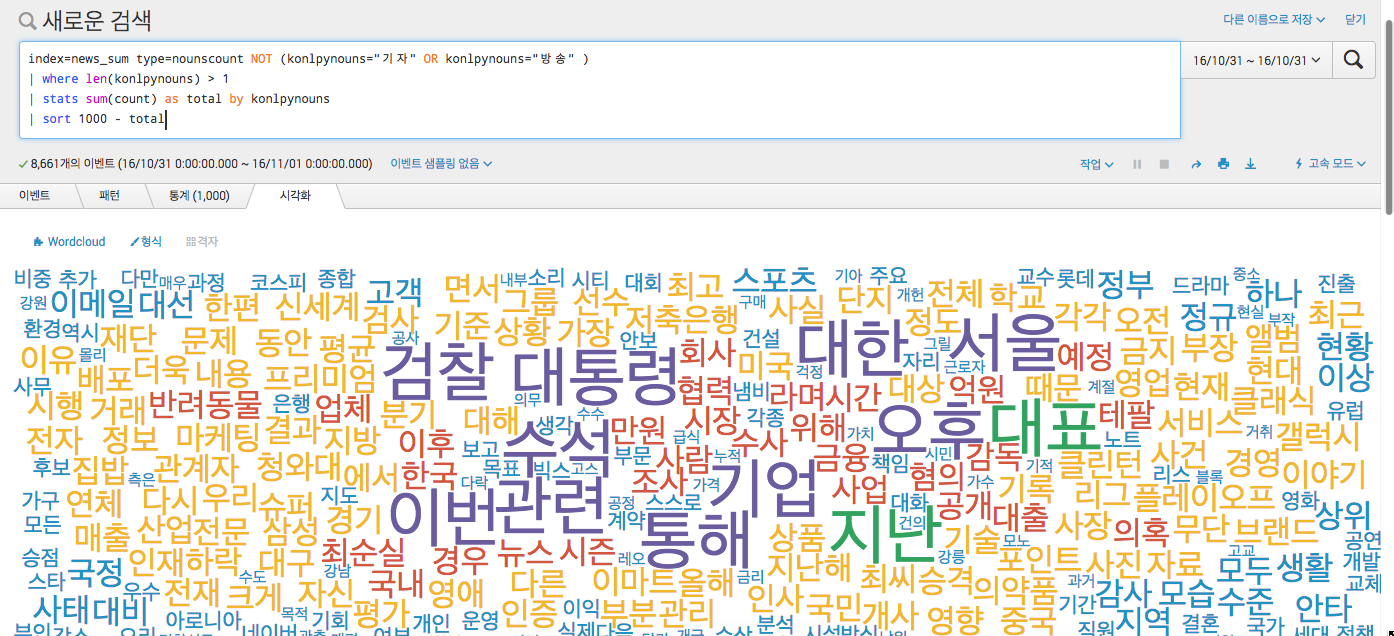 새로운 검색
다른 이름으로 저장 닫기
index=news_sum type=nounscount NOT (konlpynouns="기자" OR konlpynouns="방송" )
| where len(konlpynouns) > 1
| stats sum(count) as total by konlpynouns
| sort 1000 - total
16/10/31 ~ 16/10/31
8,661개의 이벤트 (16/10/31 0:00:00.000 ~ 16/11/01 0:00:00.000) 이벤트 샘플링 없음
작업 고속 모드
이벤트 패턴 통계 (1,000) 시각화
Wordcloud 형식 격자
비중 추가 다만 매우 과정 코스피 종합 면서 내부 소리 시티 대회 최고 스포츠 기아 주요 교수 롯데 정부 드라마 중소 진출
강원 이메일 대선 한편 신세계 고객 그룹 선수 구매 사실 단지 개헌 전체 학교 하나
환경 역시 재단 문제 동안 평균 검사 공사 기준 상황 가장 저축은행 안보 건설 대한 정도 그릴 서울 각각 오전 정규 현실 부장 최근
이유 몰리 배포 더욱 내용 프리미엄 검찰 대통령 회사 미국 걱정 자리 근로자 예정 금지 부장 앨범 현황
사무 시행 거래 반려동물 은행 업체 분기 의무 협력 냄비 라면 시간 대상 억원 때문 계절 영업 현재 현대 클래식 이상
전자 정보 마케팅 결과 지방 이후 대해 생각 수수 수석 만원 급식 시장 각종 수사 위해 가치 오후 대표 테팔 노트 서비스 거취 유럽 갤럭시
후보 집밥 측은 관계자 청와대 에서 한국 보고 목표 다락 빅스 고스 부문 사람 누적 금융 책임 시민 감독 기적 클린턴 사건 리스 블록 경영 이야기
가구 연체 다시 우리 슈퍼 지도 이번 관련 조사 가격 기업 사업 혐의 가수 기록 리그 플레이오프 영화
모든 매출 산업 전문 삼성 경기 공정 계약 스스로 통해 대화 건의 지난 공개 대출 사장 의혹 무단 브랜드 상위
승점 인재 하락 대구 최순실 경우 뉴스 시즌 레오 상품 강릉 기술 모노 포인트 사진 자료 고교 공연
스타 국정 우수 전재 크게 수도 자신 강남 국내 영애 다른 이마트 올해 금리 지난해 최씨 승격 의약품 과거 모두 생활 개발 교체
사태 대비 아로니아 목적 기회 평가 개인 운영 인증 이익 부분 관리 인사 국민 개사 영향 중국 기간 감사 모습 수준 안타
네이버 분석 직원 지역 결혼 국가